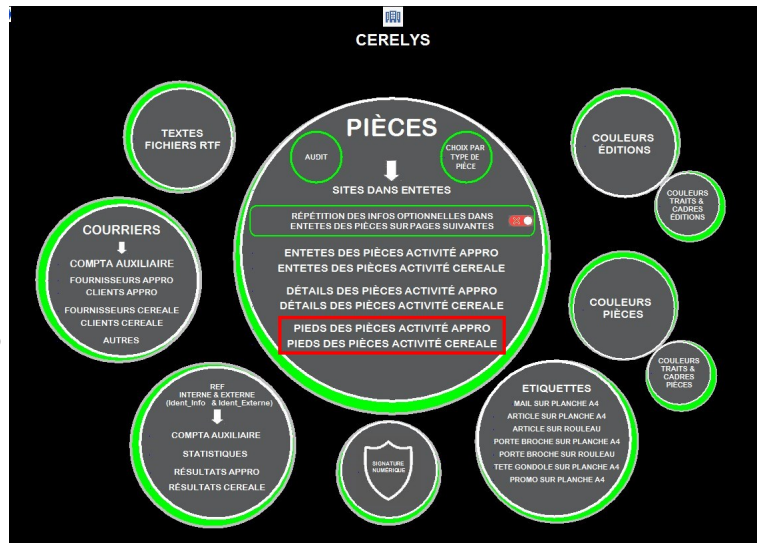 CERELYS
TEXTES
FICHIERS RTF
PIÈCES
AUDIT
CHOIX PAR
TYPE DE
PIÈCE
SITES DANS ENTETES
RÉPÉTITION DES INFOS OPTIONNELLES DANS
ENTETES DES PIÈCES SUR PAGES SUIVANTES
ENTETES DES PIÈCES ACTIVITÉ APPRO
ENTETES DES PIÈCES ACTIVITÉ CEREALE
DÉTAILS DES PIÈCES ACTIVITÉ APPRO
DÉTAILS DES PIÈCES ACTIVITÉ CEREALE
PIEDS DES PIÈCES ACTIVITÉ APPRO
PIEDS DES PIÈCES ACTIVITÉ CEREALE
COULEURS
ÉDITIONS
COULEURS
TRAITS &
CADRES
ÉDITIONS
COURRIERS
COMPTA AUXILIAIRE
FOURNISSEURS APPRO
CLIENTS APPRO
FOURNISSEURS CEREALE
CLIENTS CEREALE
AUTRES
COULEURS
PIÈCES
COULEURS
TRAITS &
CADRES
PIÈCES
REF
INTERNE & EXTERNE
(Ident_Info & Ident_Externe)
COMPTA AUXILIAIRE
STATISTIQUES
RÉSULTATS APPRO
RÉSULTATS CEREALE
SIGNATURE
NUMÉRIQUE
ETIQUETTES
MAIL SUR PLANCHE A4
ARTICLE SUR PLANCHE A4
ARTICLE SUR ROULEAU
PORTE BROCHE SUR PLANCHE A4
PORTE BROCHE SUR ROULEAU
TETE GONDOLE SUR PLANCHE A4
PROMO SUR PLANCHE A4